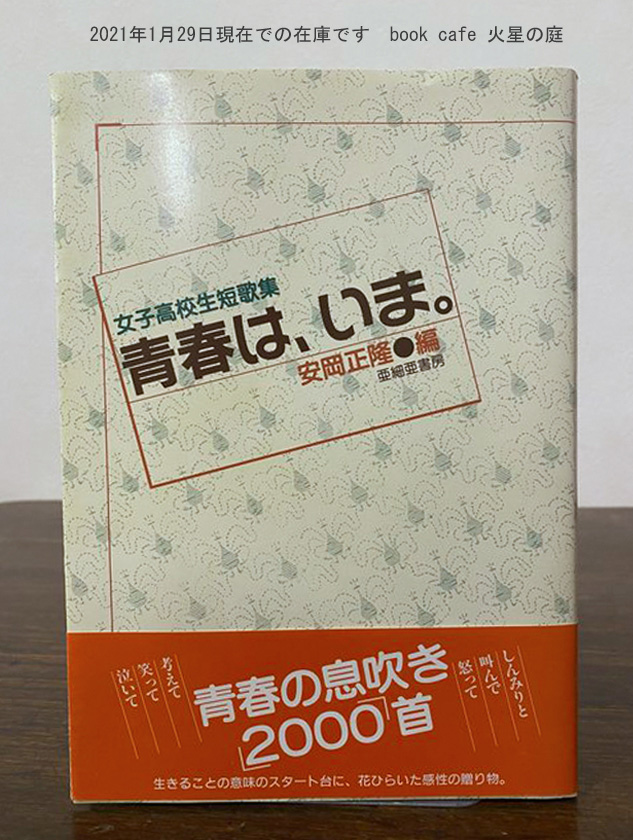 2021年1月29日現在での在庫です　book cafe 火星の庭
女子高校生短歌集
青春は、いま。
安岡正隆●編
亜細亜書房
しんみりと
叫んで
怒って
青春の息吹き
「2000」首
考えて
笑って
泣いて
生きることの意味のスタート台に、花ひらいた感性の贈り物。